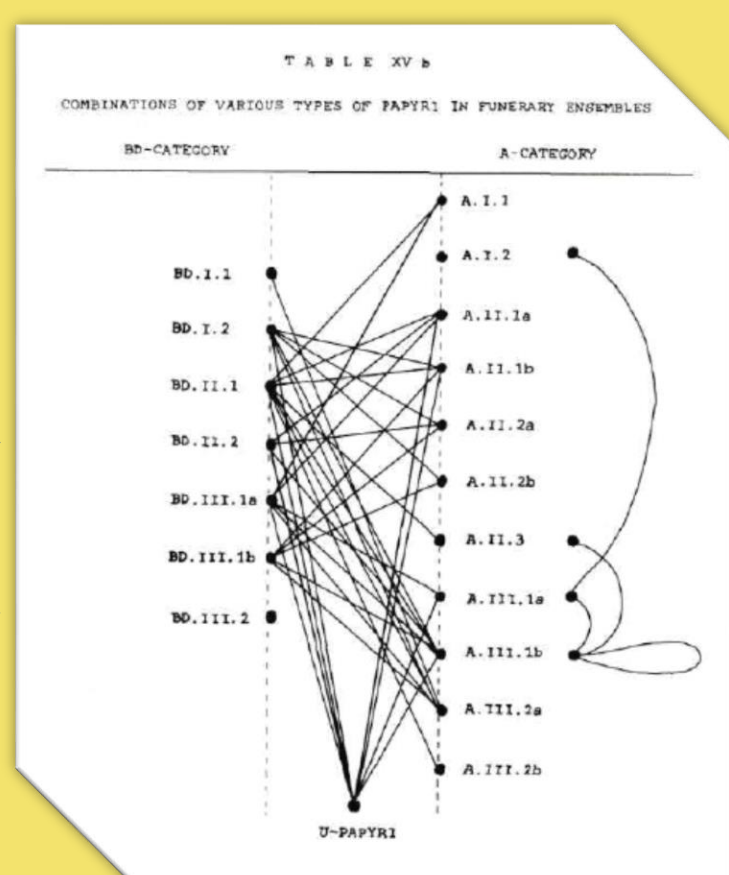 TABLE XV b
COMBINATIONS OF VARIOUS TYPES OF PAPYRI IN FUNERARY ENSEMBLES
BD-CATEGORY A-CATEGORY
A.I.1
A.I.2
BD.I.1
A.II.1a
BD.I.2
A.II.1b
BD.II.1
A.II.2a
BD.II.2
A.II.2b
BD.III.1a
A.II.3
BD.III.1b
A.III.1a
BD.III.2
A.III.1b
A.III.2a
A.III.2b
U-PAPYRI